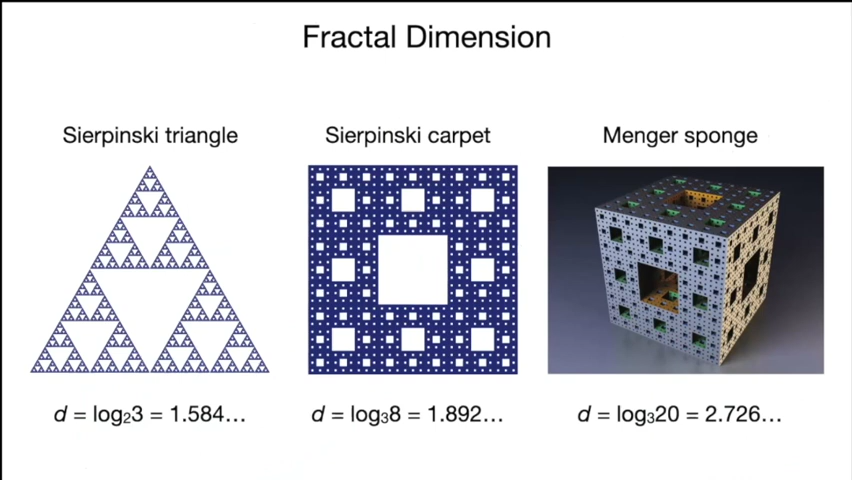 Fractal Dimension
Sierpinski triangle
Sierpinski carpet
Menger sponge
d = log₂3 = 1.584…
d = log₃8 = 1.892…
d = log₃20 = 2.726…